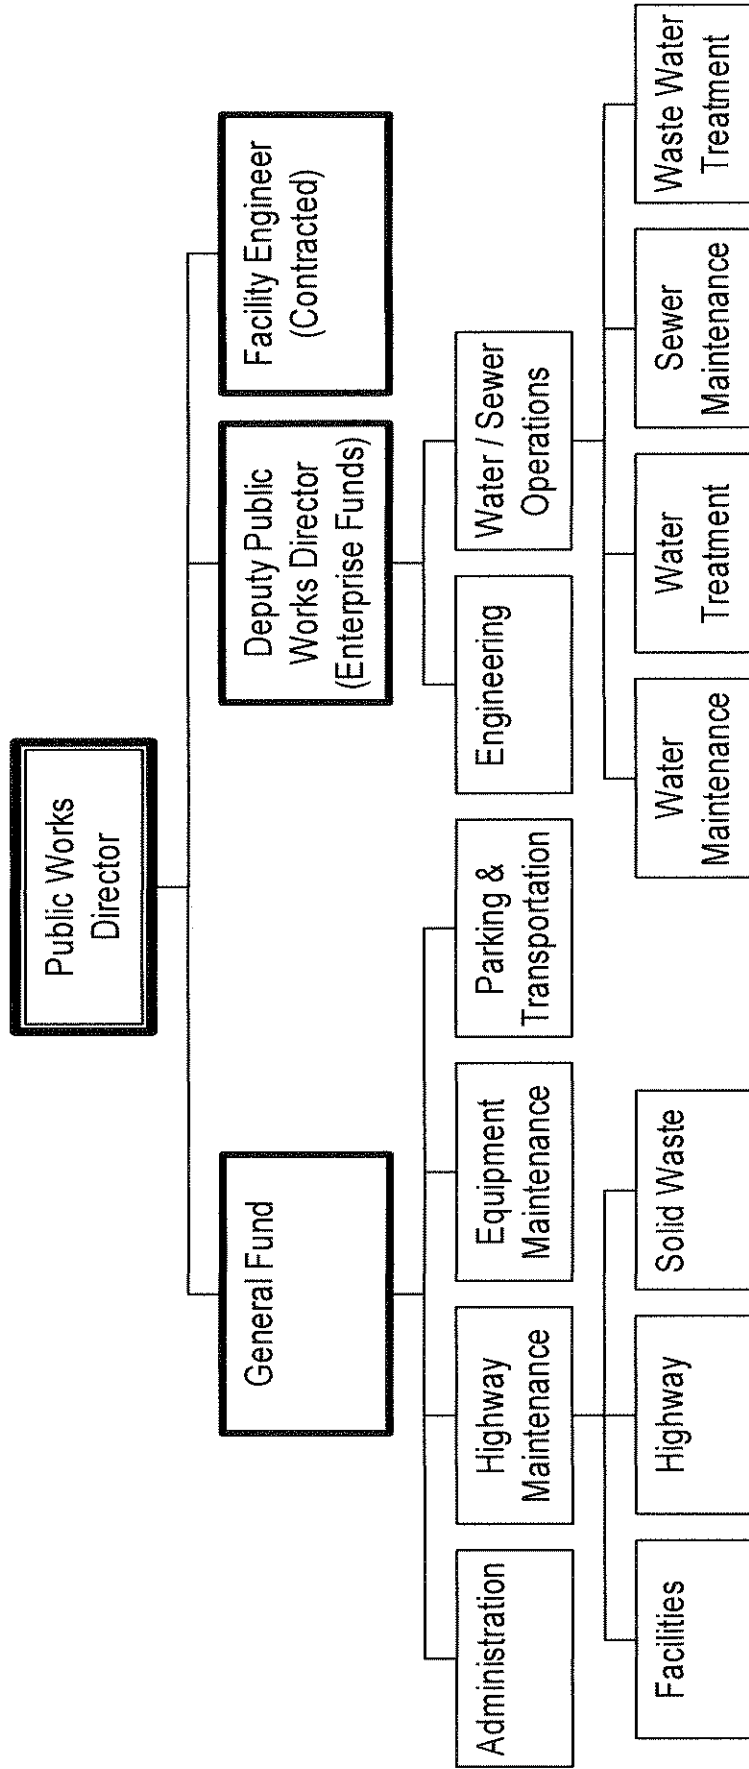 Public Works
Director
General Fund
Deputy Public
Works Director
(Enterprise Funds)
Facility Engineer
(Contracted)
Administration
Highway
Maintenance
Equipment
Maintenance
Parking &
Transportation
Engineering
Water / Sewer
Operations
Facilities
Highway
Solid Waste
Water
Maintenance
Water
Treatment
Sewer
Maintenance
Waste Water
Treatment